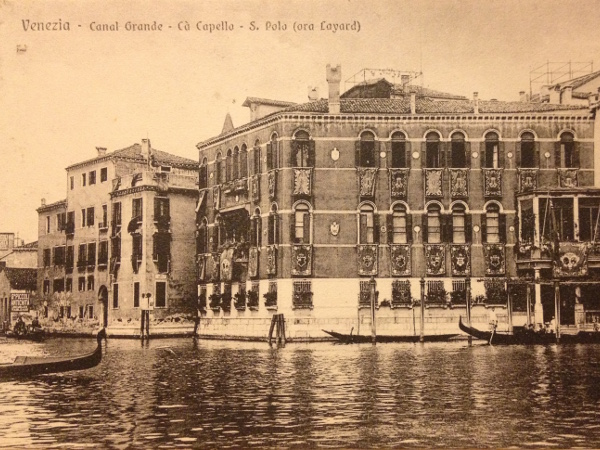 Venezia - Canal Grande - Cà Capello - S. Polo (ora Layard)